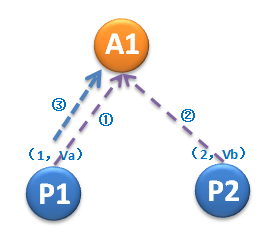 A1
③
①
②
（1，Va）
（2，Vb）
P1
P2